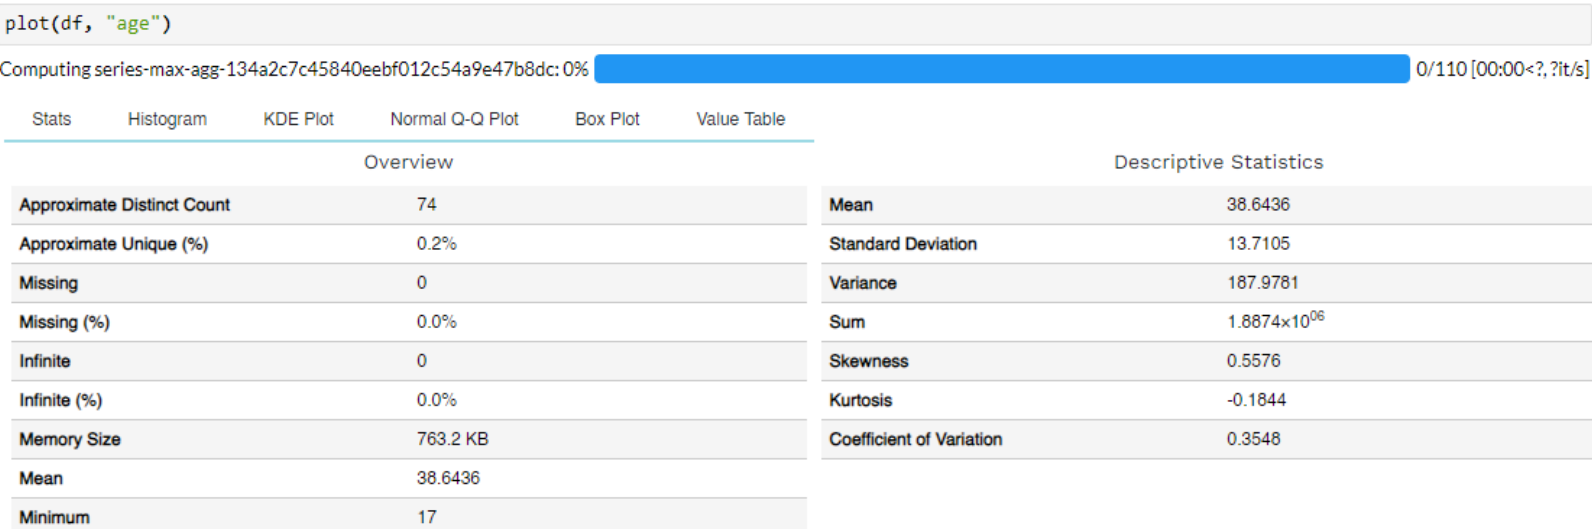 plot(df, "age")
Computing series-max-agg-134a2c7c45840eebf012c54a9e47b8dc: 0% 0/110 [00:00<?, ?it/s]
Stats Histogram KDE Plot Normal Q-Q Plot Box Plot Value Table
Overview
Approximate Distinct Count 74
Approximate Unique (%) 0.2%
Missing 0
Missing (%) 0.0%
Infinite 0
Infinite (%) 0.0%
Memory Size 763.2 KB
Mean 38.6436
Minimum 17
Descriptive Statistics
Mean 38.6436
Standard Deviation 13.7105
Variance 187.9781
Sum 1.8874×10⁰⁶
Skewness 0.5576
Kurtosis -0.1844
Coefficient of Variation 0.3548